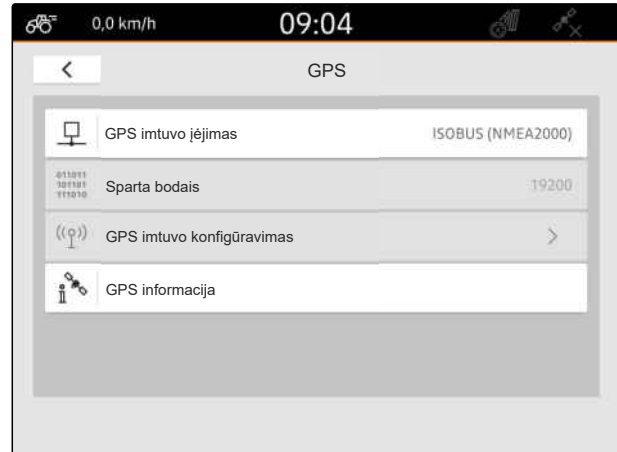 0,0 km/h 09:04
GPS
GPS imtuvo įėjimas ISOBUS (NMEA2000)
011011
101101
111010
Sparta bodais 19200
GPS imtuvo konfigūravimas
GPS informacija